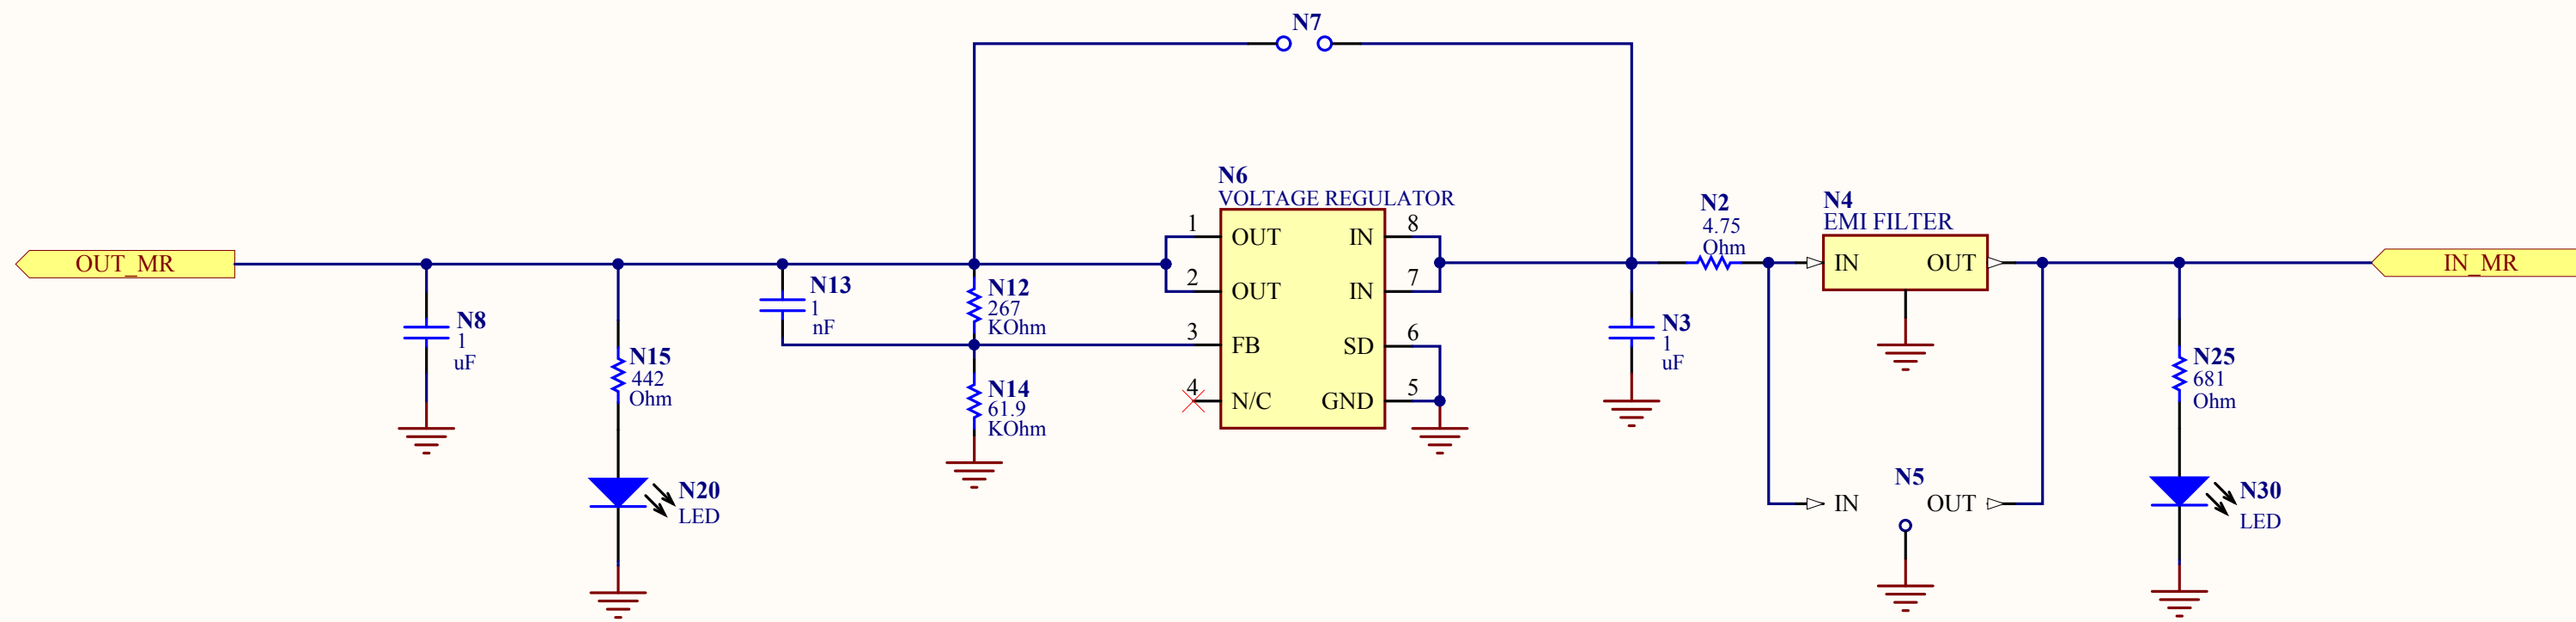 N7
N6
VOLTAGE REGULATOR
1
OUT
IN
8
2
OUT
IN
7
3
FB
SD
6
4
N/C
GND
5
OUT_MR
N8
1
uF
N15
442
Ohm
N20
LED
N13
1
nF
N12
267
KOhm
N14
61.9
KOhm
N3
1
uF
N2
4.75
Ohm
N4
EMI FILTER
IN
OUT
N5
IN
OUT
IN_MR
N25
681
Ohm
N30
LED